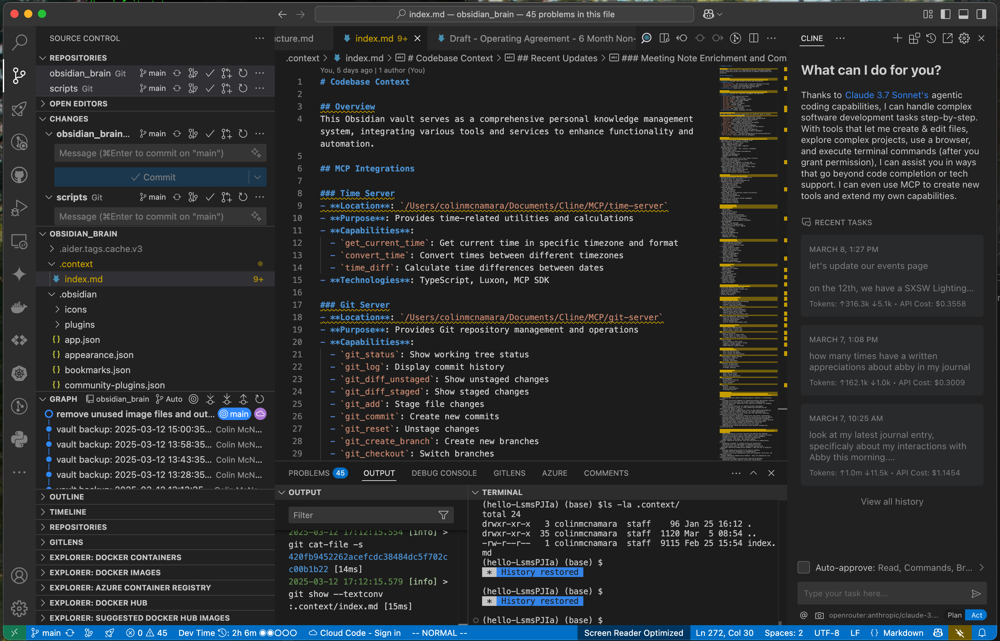 index.md — obsidian_brain — 45 problems in this file
SOURCE CONTROL
REPOSITORIES
obsidian_brain Git main
scripts Git main
OPEN EDITORS
CHANGES
obsidian_brain... main
Message (⌘Enter to commit on "main")
Commit
scripts Git main
Message (⌘Enter to commit on "main")
OBSIDIAN_BRAIN
.aider.tags.cache.v3
.context
index.md 9+
.obsidian
icons
plugins
{} app.json
{} appearance.json
{} bookmarks.json
{} community-plugins.json
GRAPH obsidian_brain Auto
remove unused image files and out... main
vault backup: 2025-03-12 15:00:35... Colin McN...
vault backup: 2025-03-12 13:58:35... Colin McN...
vault backup: 2025-03-12 13:43:35... Colin McN...
vault backup: 2025-03-12 13:28:35... Colin McN...
OUTLINE
TIMELINE
REPOSITORIES
GITLENS
EXPLORER: DOCKER CONTAINERS
EXPLORER: DOCKER IMAGES
EXPLORER: AZURE CONTAINER REGISTRY
EXPLORER: DOCKER HUB
EXPLORER: SUGGESTED DOCKER HUB IMAGES
cture.md index.md 9+ Draft - Operating Agreement - 6 Month Non-
.context > index.md > # Codebase Context > ## Recent Updates > ### Meeting Note Enrichment and Com
You, 5 days ago | 1 author (You)
1 # Codebase Context
2
3 ## Overview
4 This Obsidian vault serves as a comprehensive personal knowledge management
system, integrating various tools and services to enhance functionality and
automation.
5
6 ## MCP Integrations
7
8 ### Time Server
9 - **Location**: `/Users/colinmcnamara/Documents/Cline/MCP/time-server`
10 - **Purpose**: Provides time-related utilities and calculations
11 - **Capabilities**:
12 - `get_current_time`: Get current time in specific timezone and format
13 - `convert_time`: Convert times between different timezones
14 - `time_diff`: Calculate time differences between dates
15 - **Technologies**: TypeScript, Luxon, MCP SDK
16
17 ### Git Server
18 - **Location**: `/Users/colinmcnamara/Documents/Cline/MCP/git-server`
19 - **Purpose**: Provides Git repository management and operations
20 - **Capabilities**:
21 - `git_status`: Show working tree status
22 - `git_log`: Display commit history
23 - `git_diff_unstaged`: Show unstaged changes
24 - `git_diff_staged`: Show staged changes
25 - `git_add`: Stage file changes
26 - `git_commit`: Create new commits
27 - `git_reset`: Unstage changes
28 - `git_create_branch`: Create new branches
29 - `git_checkout`: Switch branches
PROBLEMS 45 OUTPUT DEBUG CONSOLE GITLENS AZURE COMMENTS
OUTPUT
Filter
2025-03-12 17:12:15.554 [info] >
git cat-file -s
420fb9452262acefcdc38484dc5f702c
c00b1b22 [14ms]
2025-03-12 17:12:15.579 [info] >
git show --textconv
:.context/index.md [15ms]
TERMINAL
(hello-LsmsPJIa) (base) $ls -la .context/
total 24
drwxr-xr-x 3 colinmcnamara staff 96 Jan 25 16:12 .
drwxr-xr-x 35 colinmcnamara staff 1120 Mar 5 08:54 ..
-rw-r--r-- 1 colinmcnamara staff 9115 Feb 25 15:54 index.
md
(hello-LsmsPJIa) (base) $
* History restored
(hello-LsmsPJIa) (base) $
* History restored
(hello-LsmsPJIa) (base) $
CLINE
What can I do for you?
Thanks to Claude 3.7 Sonnet's agentic
coding capabilities, I can handle complex
software development tasks step-by-step.
With tools that let me create & edit files,
explore complex projects, use a browser,
and execute terminal commands (after you
grant permission), I can assist you in ways
that go beyond code completion or tech
support. I can even use MCP to create new
tools and extend my own capabilities.
RECENT TASKS
MARCH 8, 1:27 PM
let's update our events page
on the 12th, we have a SXSW Lighting...
Tokens: ↑316.3k ↓5.1k • API Cost: $0.3558
MARCH 7, 1:08 PM
how many times have a written
appreciations about abby in my journal
Tokens: ↑162.1k ↓1.0k • API Cost: $0.3009
MARCH 7, 10:25 AM
look at my latest journal entry,
specificaly about my interactions with
Abby this morning....
Tokens: ↑1.0m ↓11.5k • API Cost: $1.1454
View all history
Auto-approve: Read, Commands, Br...
Type your task here...
@ openrouter:anthropic/claude-3.... Plan Act
main 0 45 Dev Time: 2h 6m Cloud Code - Sign in -- NORMAL -- Screen Reader Optimized Ln 272, Col 30 Spaces: 2 UTF-8 LF {} Markdown